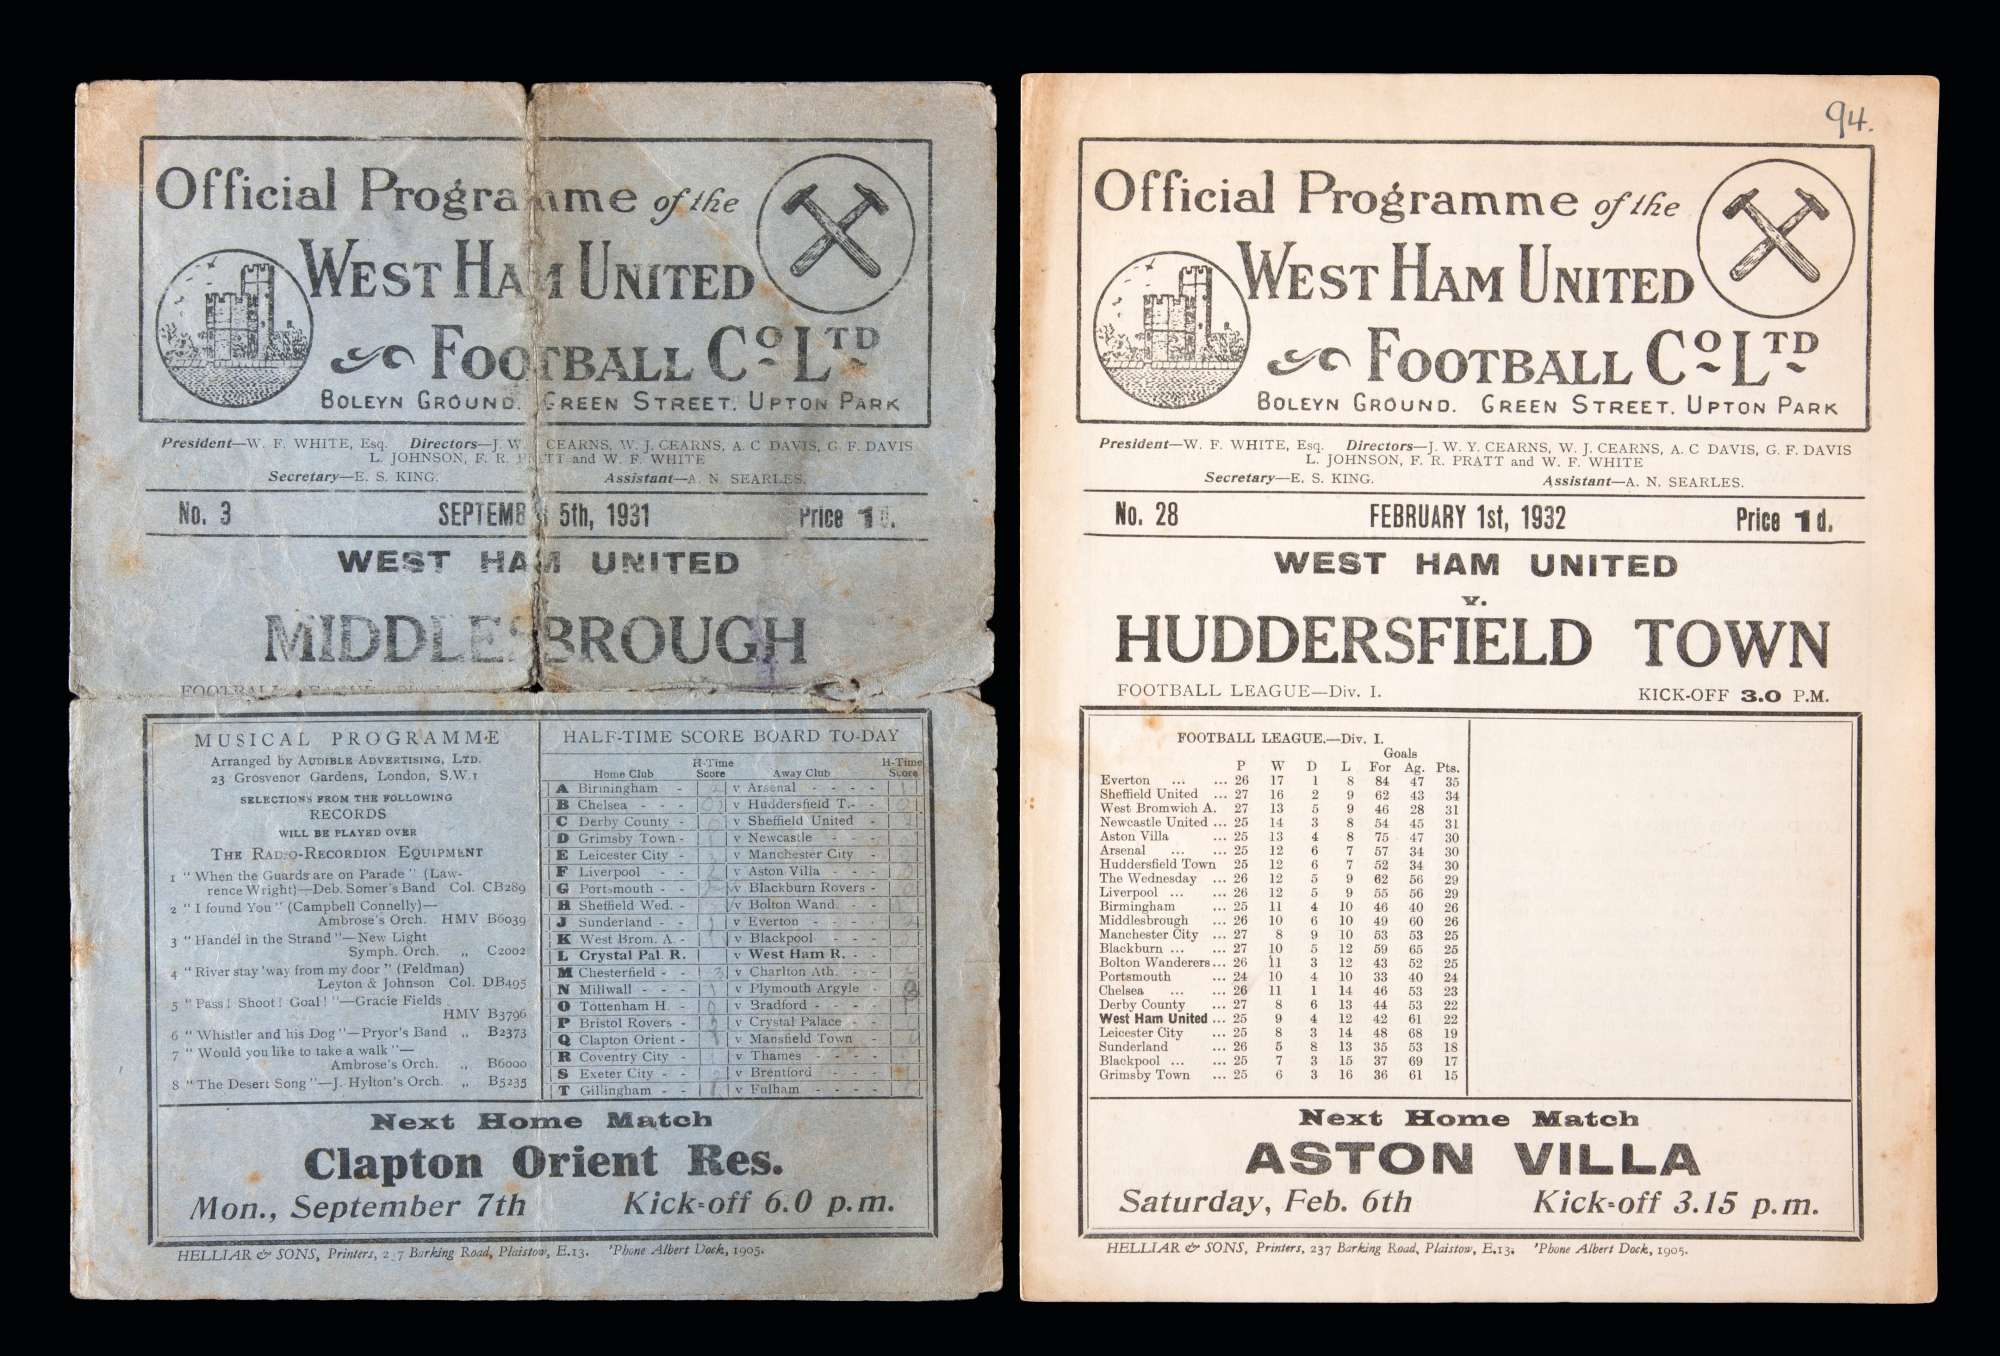 Official Programme of the
WEST HAM UNITED
FOOTBALL CO LTD
BOLEYN GROUND. GREEN STREET. UPTON PARK
President—W. F. WHITE, Esq. Directors—J. W. CEARNS, W. J. CEARNS, A. C DAVIS, G. F. DAVIS
L. JOHNSON, F. R. PRATT and W. F. WHITE
Secretary—E. S. KING. Assistant—A. N. SEARLES.
No. 3 SEPTEMBER 5th, 1931 Price 1d.
WEST HAM UNITED
MIDDLESBROUGH
FOOTBALL LEAGUE—Div.
MUSICAL PROGRAMME
Arranged by AUDIBLE ADVERTISING, LTD.
23 Grosvenor Gardens, London, S.W.1
SELECTIONS FROM THE FOLLOWING
RECORDS
WILL BE PLAYED OVER
THE RADIO-RECORDION EQUIPMENT
1 "When the Guards are on Parade" (Law-
rence Wright)—Deb. Somer's Band Col. CB289
2 "I found You" (Campbell Connelly)—
Ambrose's Orch. HMV B6039
3 "Handel in the Strand"—New Light
Symph. Orch. „ C2002
4 "River stay 'way from my door" (Feldman)
Leyton & Johnson Col. DB495
5 "Pass! Shoot! Goal!"—Gracie Fields
HMV B3796
6 "Whistler and his Dog"—Pryor's Band „ B2373
7 "Would you like to take a walk"—
Ambrose's Orch. „ B6000
8 "The Desert Song"—J. Hylton's Orch. „ B5235
HALF-TIME SCORE BOARD TO-DAY
Home Club H-Time Score Away Club H-Time Score
A Birmingham - v Arsenal - - - -
B Chelsea - - - v Huddersfield T.- -
C Derby County - v Sheffield United -
D Grimsby Town - v Newcastle - - -
E Leicester City - v Manchester City -
F Liverpool - - v Aston Villa - - -
G Portsmouth - - v Blackburn Rovers -
H Sheffield Wed. - v Bolton Wand. - -
J Sunderland - - v Everton - - - -
K West Brom. A. - v Blackpool - - -
L Crystal Pal. R. v West Ham R. - -
M Chesterfield - - v Charlton Ath. - -
N Millwall - - - v Plymouth Argyle -
O Tottenham H. - v Bradford - - -
P Bristol Rovers - v Crystal Palace - -
Q Clapton Orient - v Mansfield Town -
R Coventry City - v Thames - - - -
S Exeter City - - v Brentford - - -
T Gillingham - - v Fulham - - - -
Next Home Match
Clapton Orient Res.
Mon., September 7th Kick-off 6.0 p.m.
HELLIAR & SONS, Printers, 237 Barking Road, Plaistow, E.13. 'Phone Albert Dock, 1905.
94.
Official Programme of the
WEST HAM UNITED
FOOTBALL CO LTD
BOLEYN GROUND. GREEN STREET. UPTON PARK
President—W. F. WHITE, Esq. Directors—J. W. Y. CEARNS, W. J. CEARNS, A. C DAVIS, G. F. DAVIS
L. JOHNSON, F. R. PRATT and W. F. WHITE
Secretary—E. S. KING. Assistant—A. N. SEARLES.
No. 28 FEBRUARY 1st, 1932 Price 1d.
WEST HAM UNITED
v.
HUDDERSFIELD TOWN
FOOTBALL LEAGUE—Div. I. KICK-OFF 3.0 P.M.
FOOTBALL LEAGUE.—Div. I.
Goals
P W D L For Ag. Pts.
Everton ... ... 26 17 1 8 84 47 35
Sheffield United ... 27 16 2 9 62 43 34
West Bromwich A. 27 13 5 9 46 28 31
Newcastle United ... 25 14 3 8 54 45 31
Aston Villa ... 25 13 4 8 75 47 30
Arsenal ... ... 25 12 6 7 57 34 30
Huddersfield Town 25 12 6 7 52 34 30
The Wednesday ... 26 12 5 9 62 56 29
Liverpool ... ... 26 12 5 9 55 56 29
Birmingham ... 25 11 4 10 46 40 26
Middlesbrough ... 26 10 6 10 49 60 26
Manchester City ... 27 8 9 10 53 53 25
Blackburn ... ... 27 10 5 12 59 65 25
Bolton Wanderers ... 26 11 3 12 43 52 25
Portsmouth ... 24 10 4 10 33 40 24
Chelsea ... ... 26 11 1 14 46 53 23
Derby County ... 27 8 6 13 44 53 22
West Ham United ... 25 9 4 12 42 61 22
Leicester City ... 25 8 3 14 48 68 19
Sunderland ... 26 5 8 13 35 53 18
Blackpool ... ... 25 7 3 15 37 69 17
Grimsby Town ... 25 6 3 16 36 61 15
Next Home Match
ASTON VILLA
Saturday, Feb. 6th Kick-off 3.15 p.m.
HELLIAR & SONS, Printers, 237 Barking Road, Plaistow, E.13. 'Phone Albert Dock, 1905.